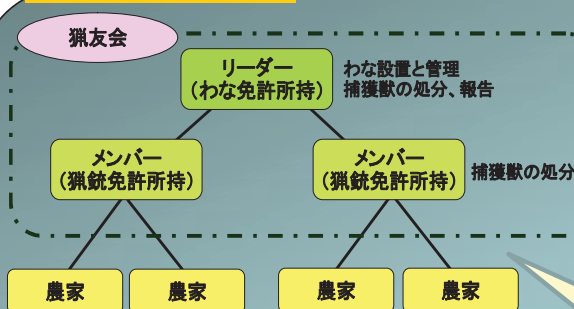 猟友会
リーダー
（わな免許所持）
わな設置と管理
捕獲獣の処分、報告
メンバー
（猟銃免許所持）
メンバー
（猟銃免許所持）
捕獲獣の処分
農家
農家
農家
農家